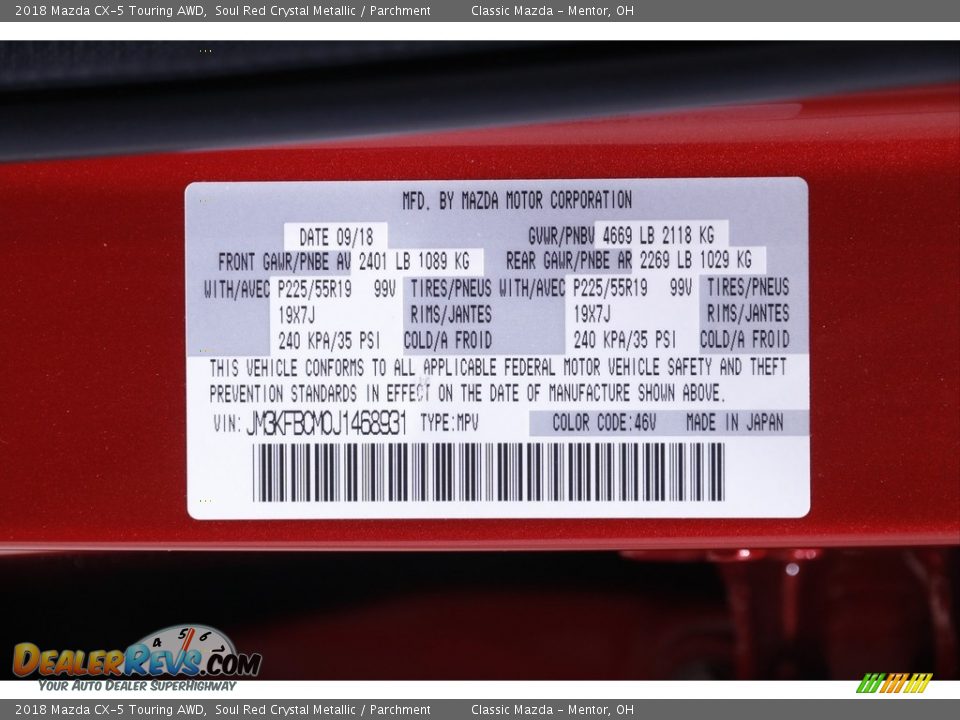 2018 Mazda CX-5 Touring AWD, Soul Red Crystal Metallic / Parchment Classic Mazda - Mentor, OH
MFD. BY MAZDA MOTOR CORPORATION
DATE 09/18 GVWR/PNBV 4669 LB 2118 KG
FRONT GAWR/PNBE AV 2401 LB 1089 KG REAR GAWR/PNBE AR 2269 LB 1029 KG
WITH/AVEC P225/55R19 99V TIRES/PNEUS WITH/AVEC P225/55R19 99V TIRES/PNEUS
19X7J RIMS/JANTES 19X7J RIMS/JANTES
240 KPA/35 PSI COLD/A FROID 240 KPA/35 PSI COLD/A FROID
THIS VEHICLE CONFORMS TO ALL APPLICABLE FEDERAL MOTOR VEHICLE SAFETY AND THEFT
PREVENTION STANDARDS IN EFFECT ON THE DATE OF MANUFACTURE SHOWN ABOVE.
VIN: JM3KFBCM0J1468931 TYPE:MPV COLOR CODE:46V MADE IN JAPAN
4 5 6
DEALERREVS.COM
YOUR AUTO DEALER SUPERHIGHWAY
2018 Mazda CX-5 Touring AWD, Soul Red Crystal Metallic / Parchment Classic Mazda - Mentor, OH